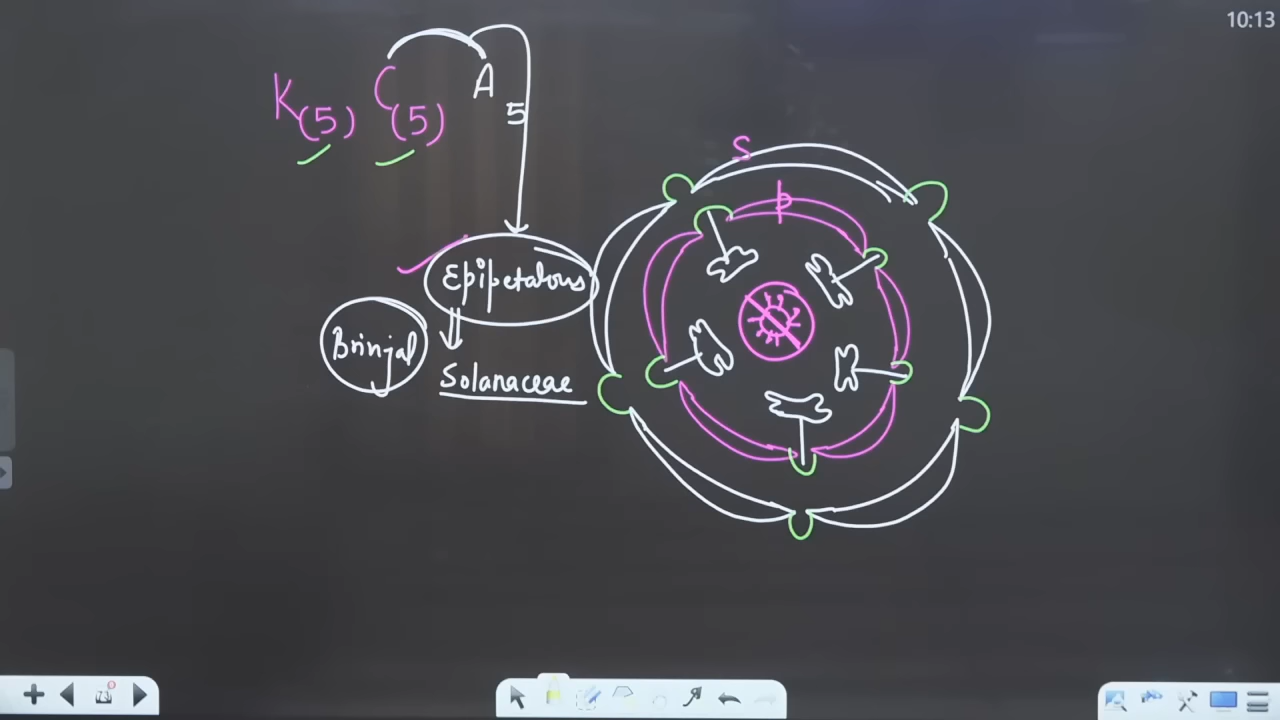 10:13
K(5) C(5) A5
S
p
Epipetalous
Brinjal
Solanaceae